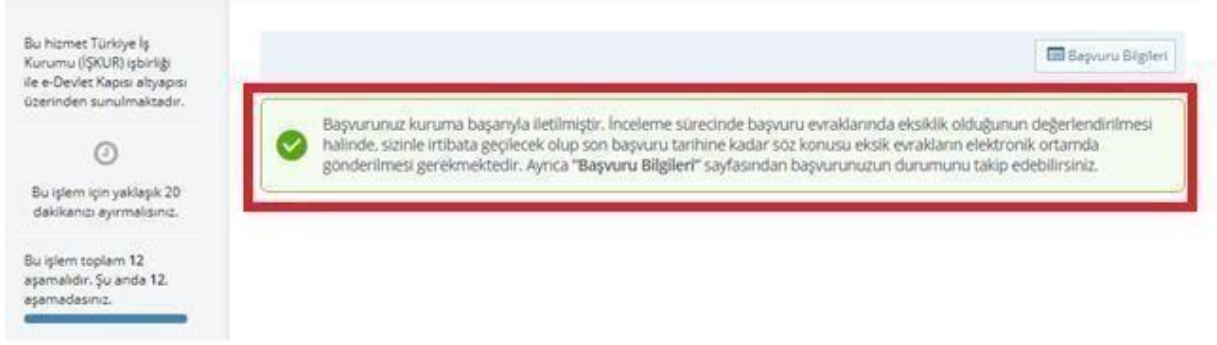 Bu hizmet Türkiye İş
Kurumu (İŞKUR) işbirliği
ile e-Devlet Kapısı altyapısı
üzerinden sunulmaktadır.
Bu işlem için yaklaşık 20
dakikanızı ayırmalısınız.
Bu işlem toplam 12
aşamalıdır. Şu anda 12.
aşamadasınız.
Başvuru Bilgileri
Başvurunuz kuruma başarıyla iletilmiştir. İnceleme sürecinde başvuru evraklarında eksiklik olduğunun değerlendirilmesi
halinde, sizinle irtibata geçilecek olup son başvuru tarihine kadar söz konusu eksik evrakların elektronik ortamda
gönderilmesi gerekmektedir. Ayrıca "Başvuru Bilgileri" sayfasından başvurunuzun durumunu takip edebilirsiniz.